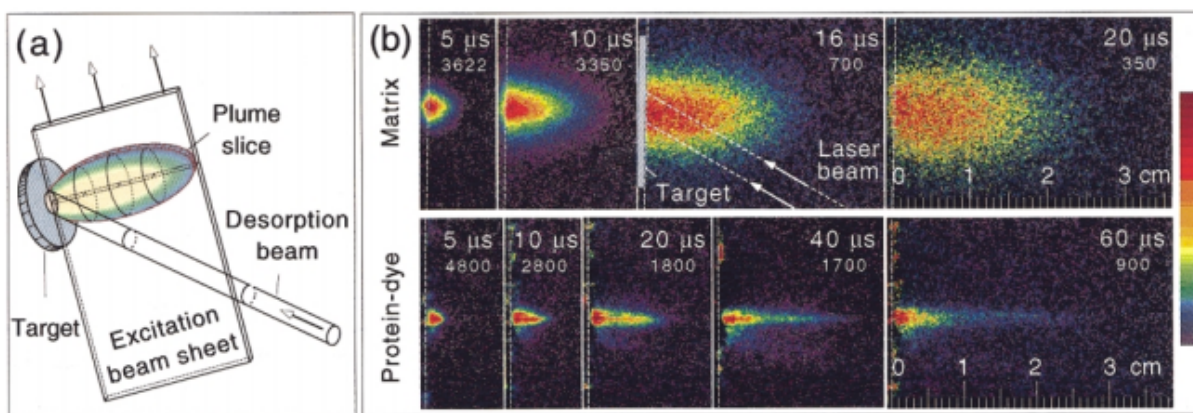 (a)
Plume
slice
Desorption
beam
Target
Excitation
beam sheet
(b)
Matrix
5 µs
3622
10 µs
3350
16 µs
700
20 µs
350
Laser
beam
Target
0 1 2 3 cm
Protein-dye
5 µs
4800
10 µs
2800
20 µs
1800
40 µs
1700
60 µs
900
0 1 2 3 cm